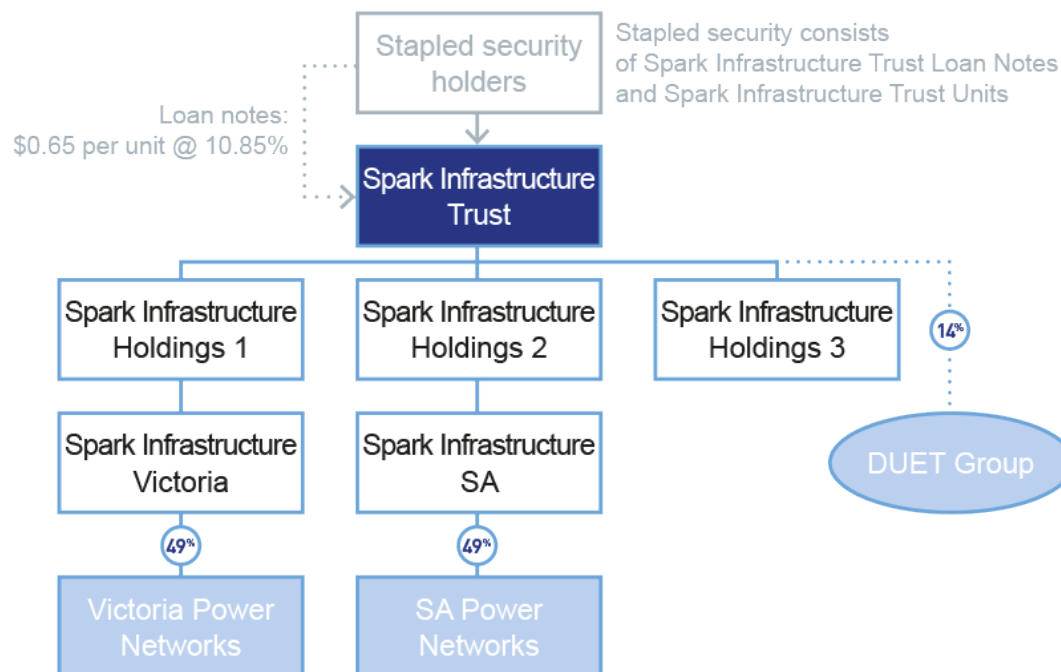 Stapled security
holders
Stapled security consists
of Spark Infrastructure Trust Loan Notes
and Spark Infrastructure Trust Units
Loan notes:
$0.65 per unit @ 10.85%
Spark Infrastructure
Trust
Spark Infrastructure
Holdings 1
Spark Infrastructure
Holdings 2
Spark Infrastructure
Holdings 3
14%
Spark Infrastructure
Victoria
Spark Infrastructure
SA
DUET Group
49%
49%
Victoria Power
Networks
SA Power
Networks